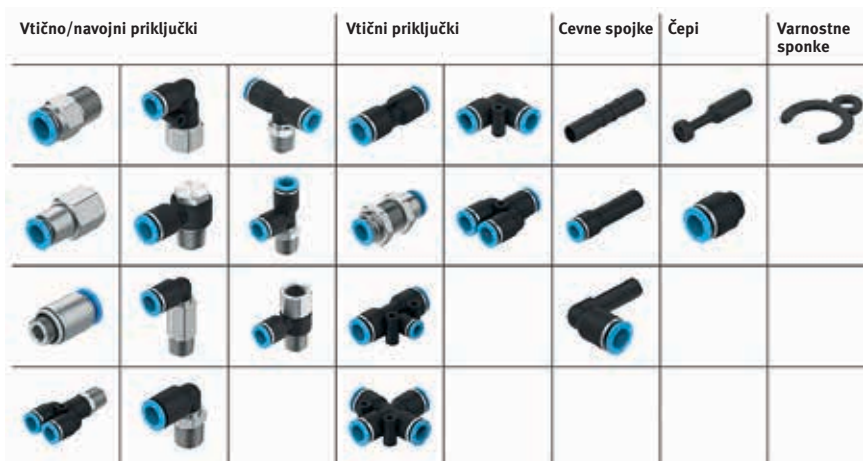 Vtično/navojni priključki
Vtični priključki
Cevne spojke
Čepi
Varnostne
sponke